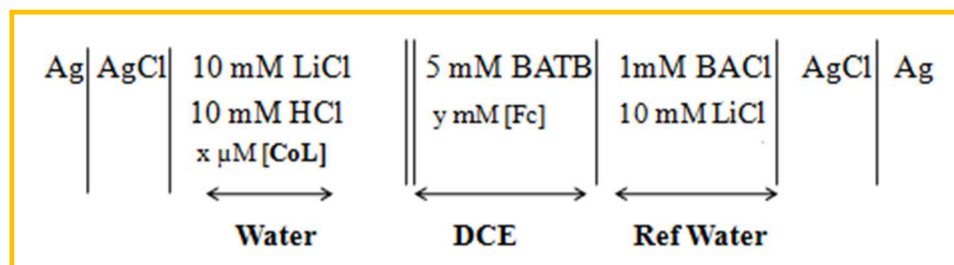 Ag AgCl 10 mM LiCl 5 mM BATB 1mM BACl AgCl Ag
10 mM HCl y mM [Fc] 10 mM LiCl
x µM [CoL]
Water DCE Ref Water